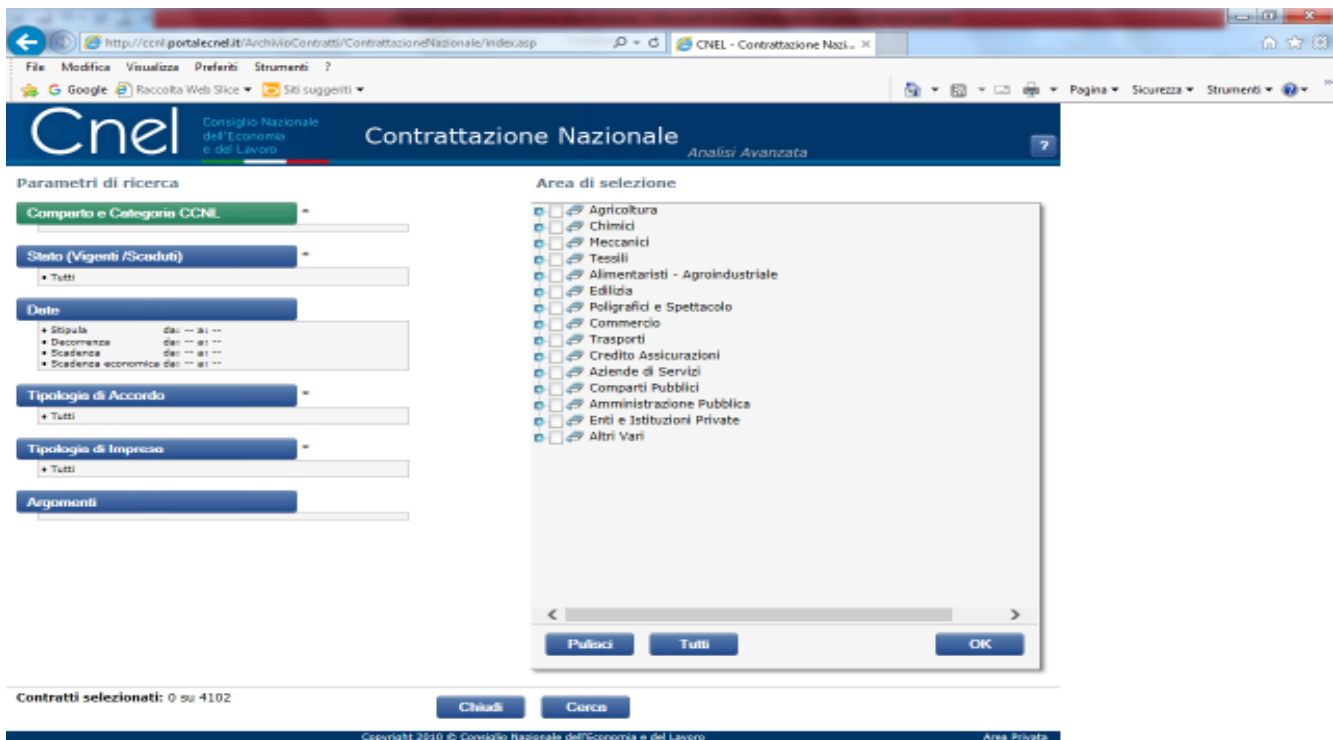 http://ccnl.portalecnel.it/ArchivioContratti/ContrattazioneNazionale/index.asp
CNEL - Contrattazione Nazi...
File Modifica Visualizza Preferiti Strumenti ?
Google Raccolta Web Slice Siti suggeriti Pagina Sicurezza Strumenti
Cnel
Consiglio Nazionale
dell'Economia
e del Lavoro
Contrattazione Nazionale
Analisi Avanzata
?
Parametri di ricerca
Comparto e Categoria CCNL *
Stato (Vigenti /Scaduti) *
• Tutti
Date
• Stipula da: -- a: --
• Decorrenza da: -- a: --
• Scadenza da: -- a: --
• Scadenza economica da: -- a: --
Tipologia di Accordo *
• Tutti
Tipologia di Impresa *
• Tutti
Argomenti
Area di selezione
Agricoltura
Chimici
Meccanici
Tessili
Alimentaristi - Agroindustriale
Edilizia
Poligrafici e Spettacolo
Commercio
Trasporti
Credito Assicurazioni
Aziende di Servizi
Comparti Pubblici
Amministrazione Pubblica
Enti e Istituzioni Private
Altri Vari
Pulisci Tutti OK
Contratti selezionati: 0 su 4102
Chiudi Cerca
Copyright 2010 © Consiglio Nazionale dell'Economia e del Lavoro Area Privata